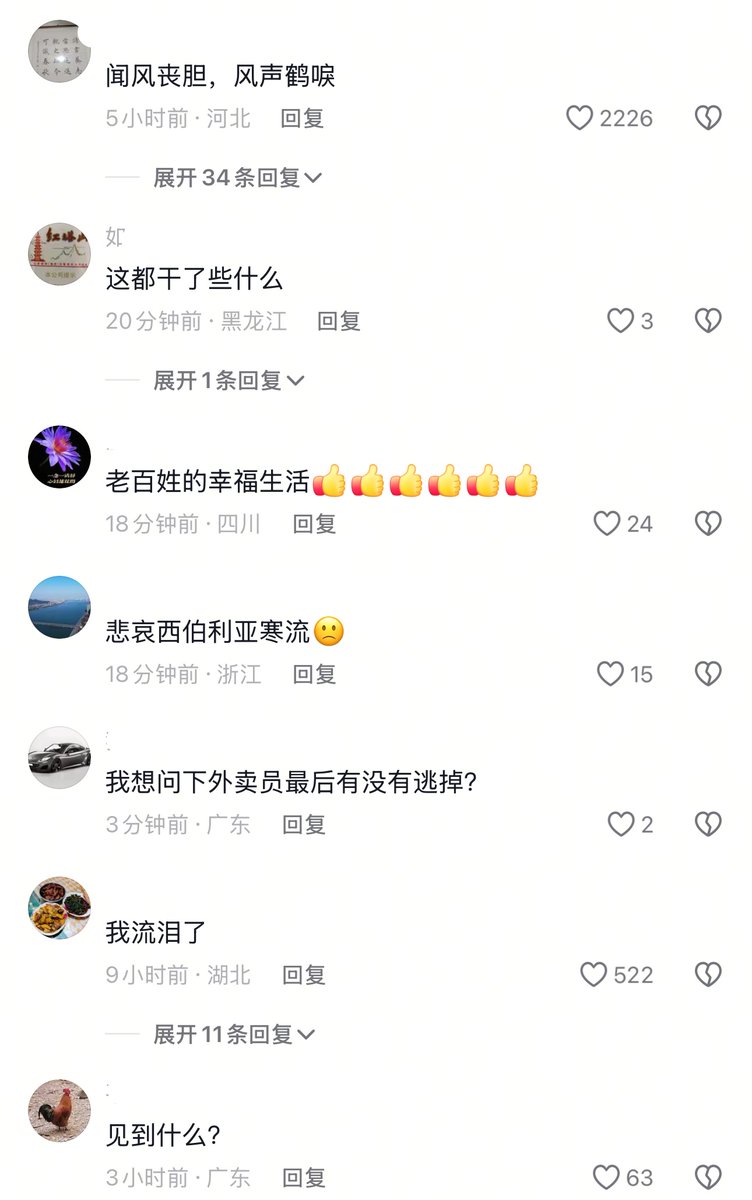 闻风丧胆，风声鹤唳
5小时前·河北 回复 2226
展开34条回复
如
这都干了些什么
20分钟前·黑龙江 回复 3
展开1条回复
老百姓的幸福生活👍👍👍👍👍👍
18分钟前·四川 回复 24
悲哀西伯利亚寒流🙁
18分钟前·浙江 回复 15
我想问下外卖员最后有没有逃掉?
3分钟前·广东 回复 2
我流泪了
9小时前·湖北 回复 522
展开11条回复
见到什么?
3小时前·广东 回复 63